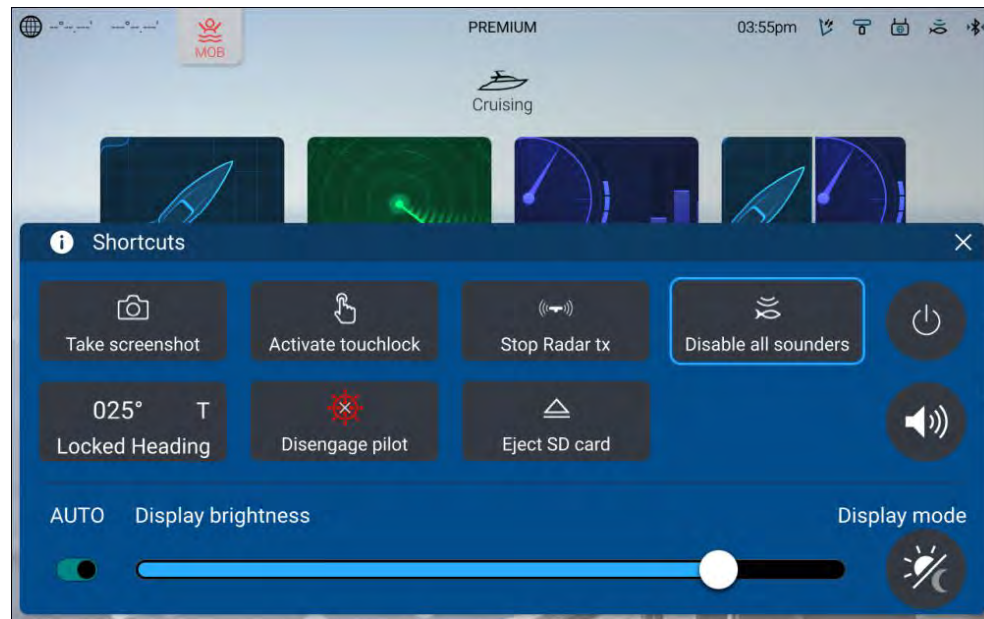 --°--.---' ---°--.---'
MOB
PREMIUM
03:55pm
Cruising
i Shortcuts
Take screenshot
Activate touchlock
Stop Radar tx
Disable all sounders
025° T
Locked Heading
Disengage pilot
Eject SD card
AUTO Display brightness Display mode